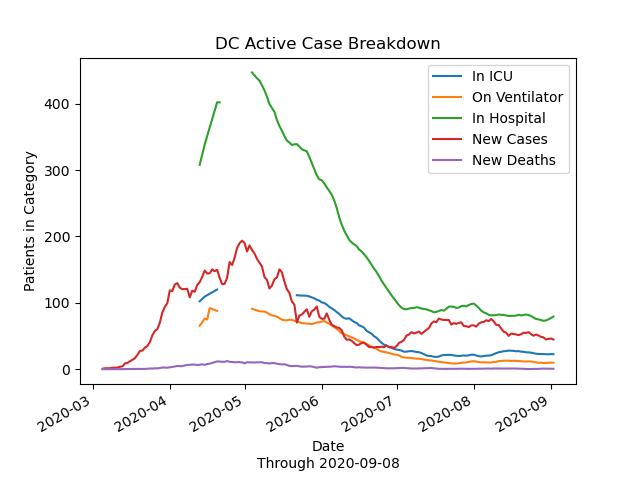 DC Active Case Breakdown
In ICU
On Ventilator
In Hospital
New Cases
New Deaths
Patients in Category
400
300
200
100
0
2020-03
2020-04
2020-05
2020-06
2020-07
2020-08
2020-09
Date
Through 2020-09-08